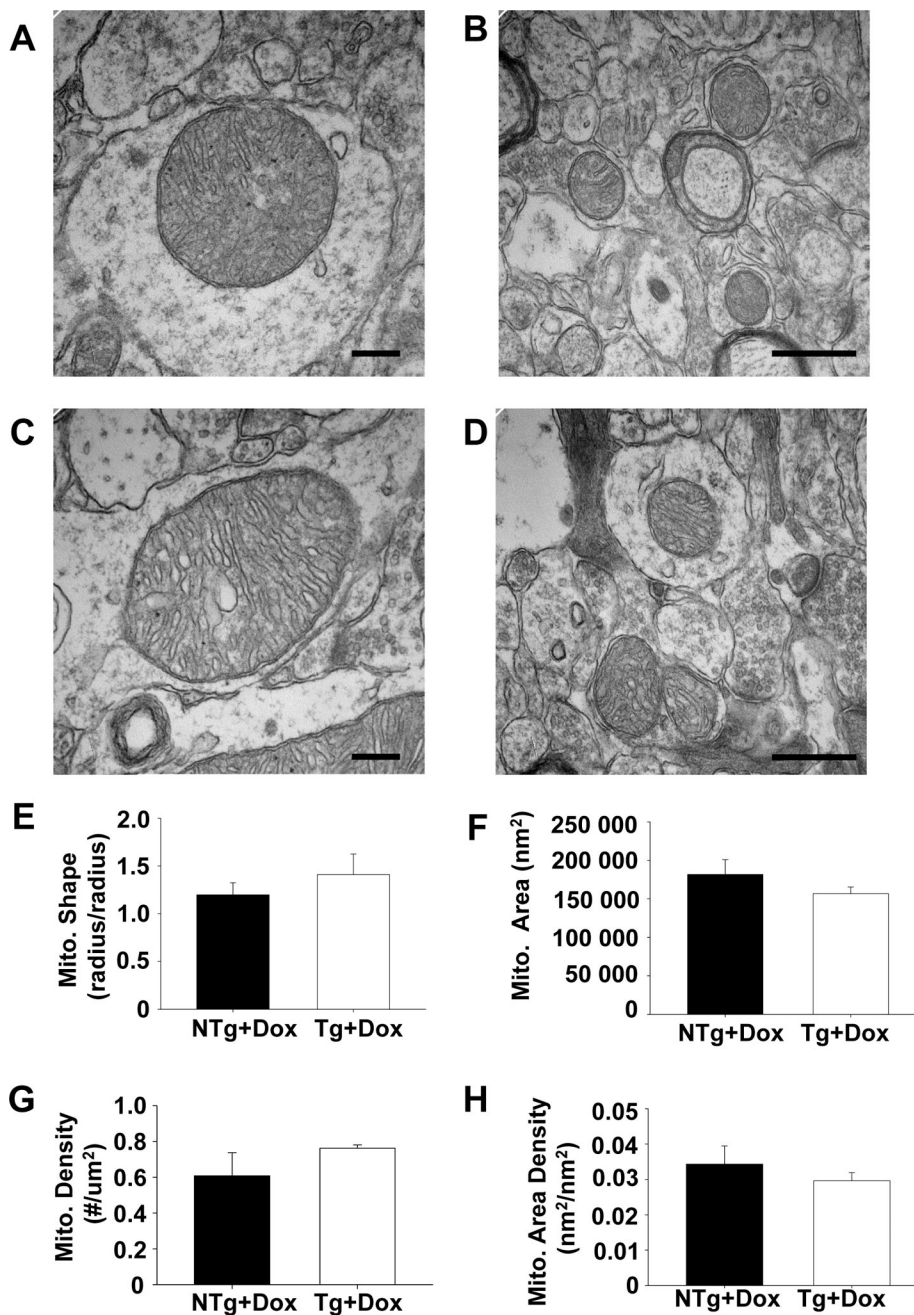 A
B
C
D
E
Mito. Shape
(radius/radius)
2.0
1.5
1.0
0.5
0
NTg+Dox Tg+Dox
F
Mito. Area (nm²)
250 000
200 000
150 000
100 000
50 000
0
NTg+Dox Tg+Dox
G
Mito. Density
(#/um²)
1.0
0.8
0.6
0.4
0.2
0
NTg+Dox Tg+Dox
H
Mito. Area Density
(nm²/nm²)
0.05
0.04
0.03
0.02
0.01
0
NTg+Dox Tg+Dox